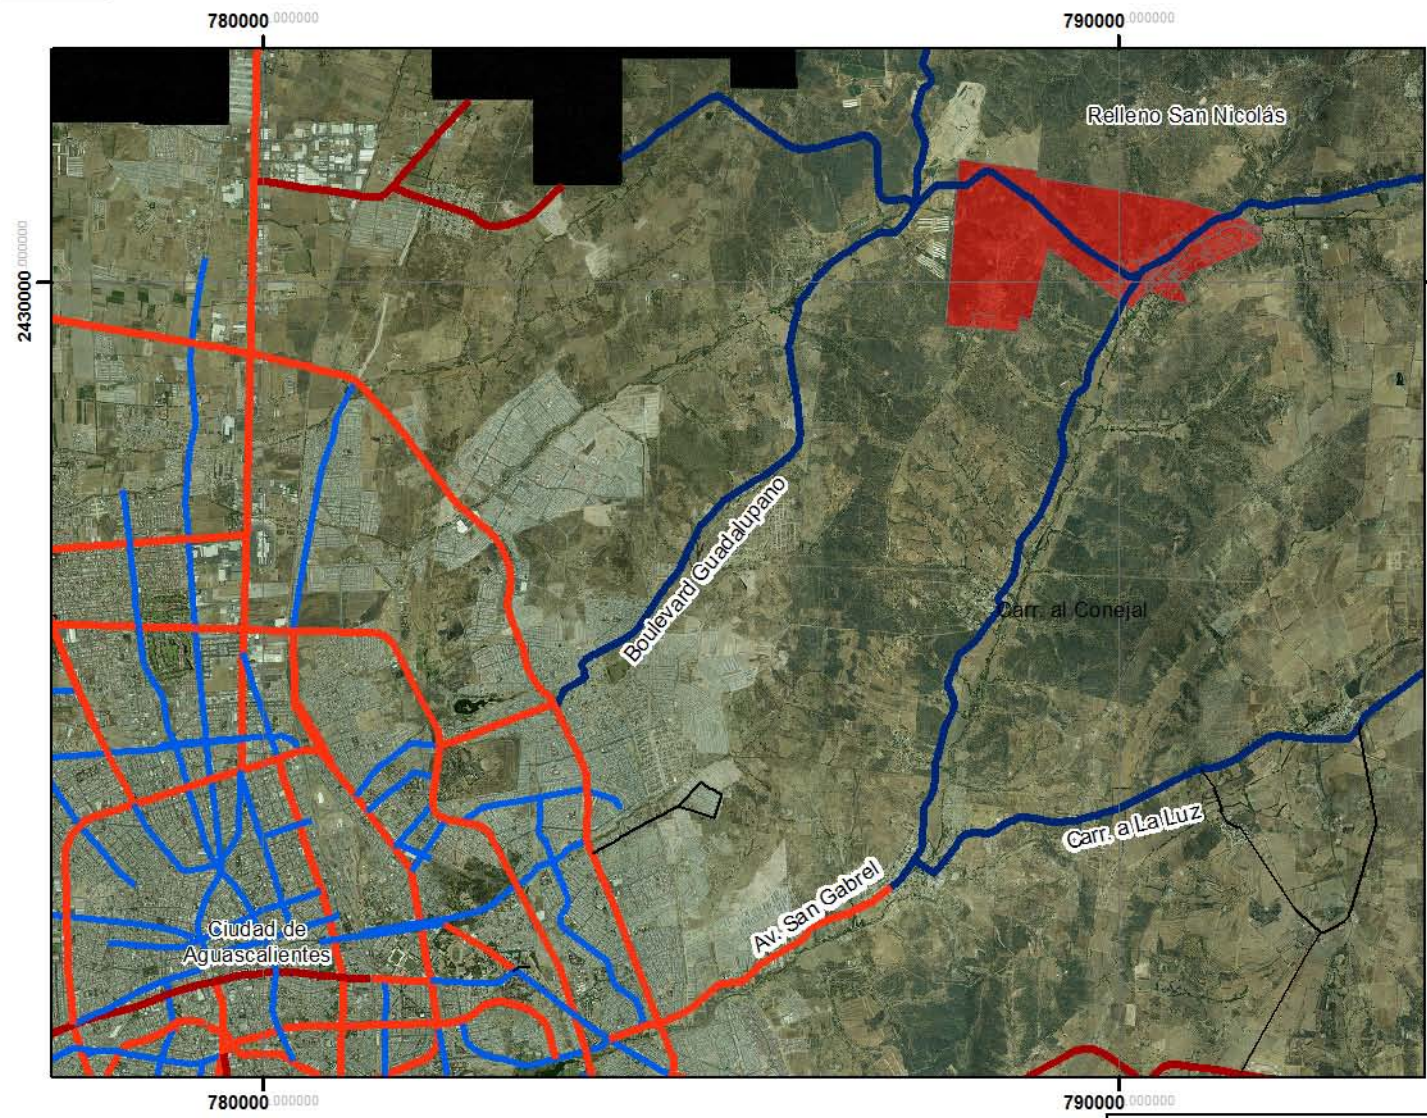 780000.000000
790000.000000
Relleno San Nicolás
2430000.000000
Boulevard Guadalupano
Carr. al Conejal
Carr. a La Luz
Av. San Gabrel
Ciudad de
Aguascalientes
780000.000000
790000.000000